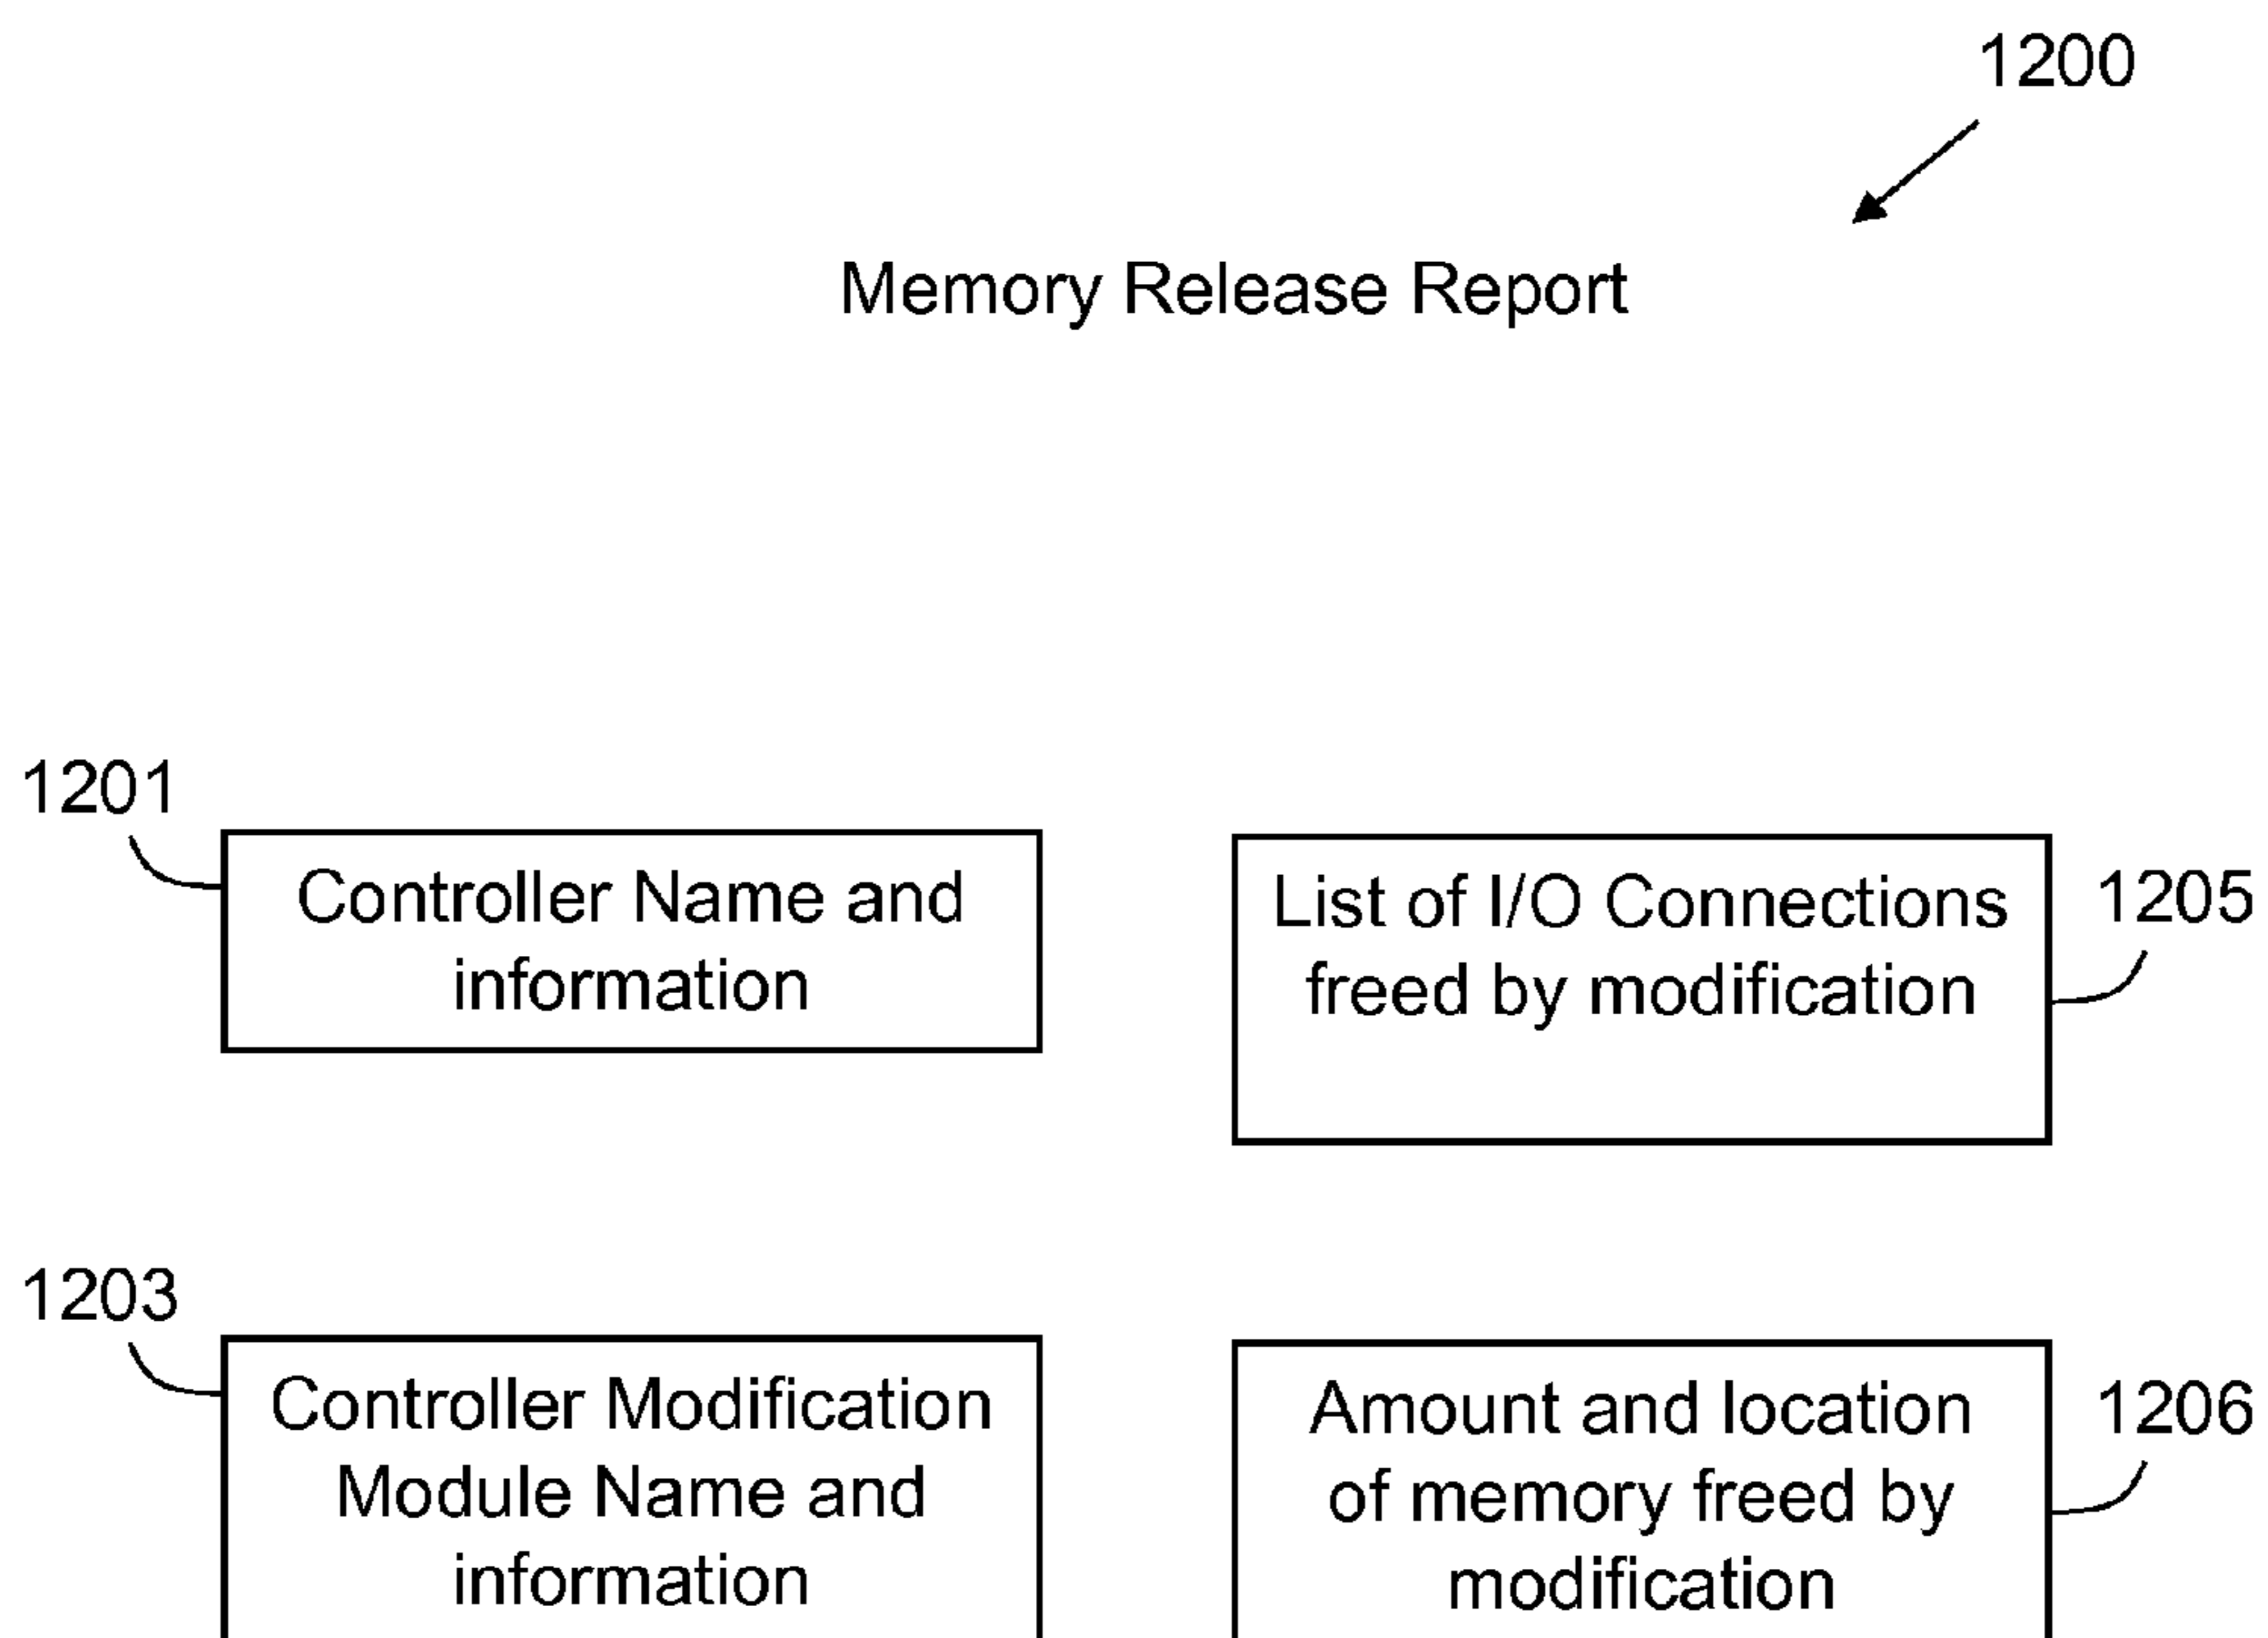 1200
Memory Release Report
1201
Controller Name and
information
List of I/O Connections
freed by modification
1205
1203
Controller Modification
Module Name and
information
Amount and location
of memory freed by
modification
1206